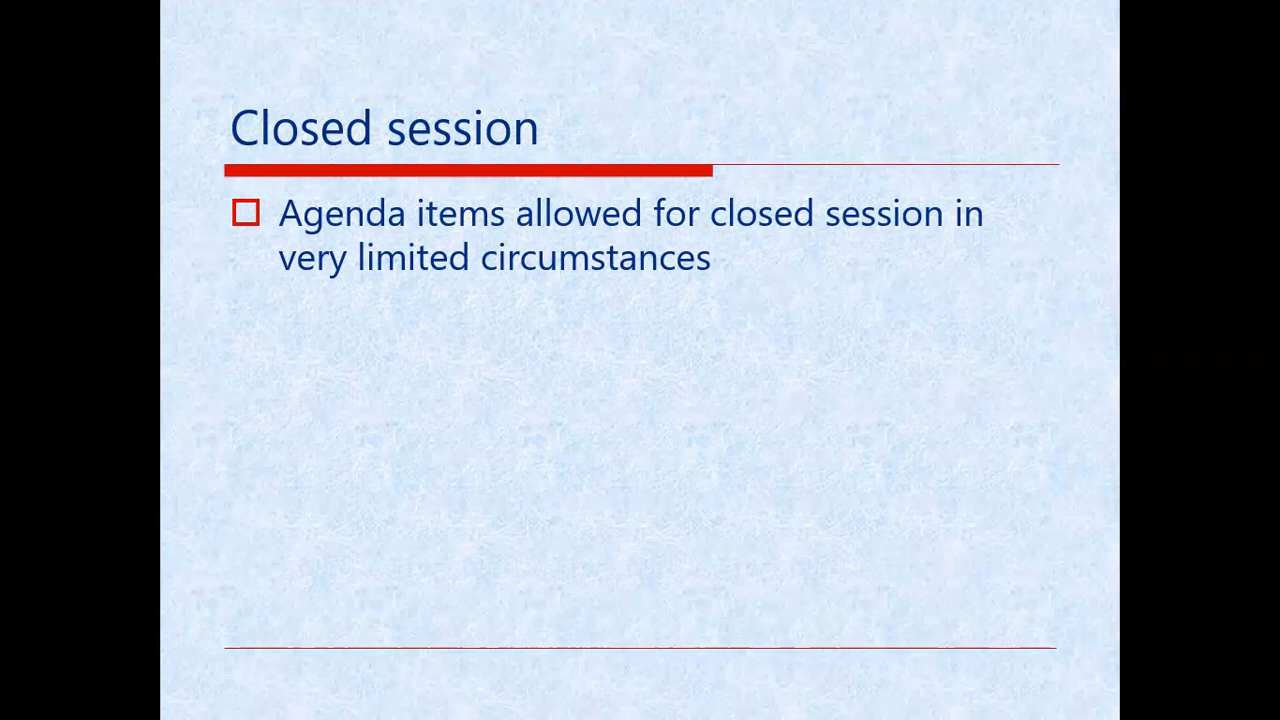 Closed session
Agenda items allowed for closed session in
very limited circumstances